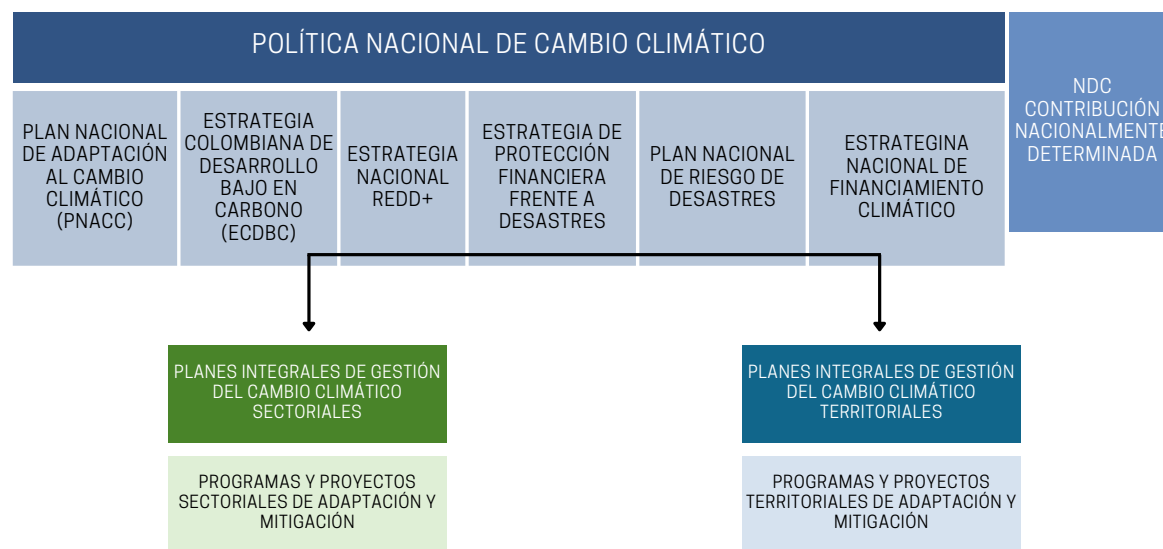 POLÍTICA NACIONAL DE CAMBIO CLIMÁTICO
NDC
CONTRIBUCIÓN
NACIONALMENTE
DETERMINADA
PLAN NACIONAL
DE ADAPTACIÓN
AL CAMBIO
CLIMÁTICO
(PNACC)
ESTRATEGIA
COLOMBIANA DE
DESARROLLO
BAJO EN
CARBONO
(ECDBC)
ESTRATEGIA
NACIONAL
REDD+
ESTRATEGIA DE
PROTECCIÓN
FINANCIERA
FRENTE A
DESASTRES
PLAN NACIONAL
DE RIESGO DE
DESASTRES
ESTRATEGINA
NACIONAL DE
FINANCIAMIENTO
CLIMÁTICO
PLANES INTEGRALES DE GESTIÓN
DEL CAMBIO CLIMÁTICO
SECTORIALES
PLANES INTEGRALES DE GESTIÓN
DEL CAMBIO CLIMÁTICO
TERRITORIALES
PROGRAMAS Y PROYECTOS
SECTORIALES DE ADAPTACIÓN Y
MITIGACIÓN
PROGRAMAS Y PROYECTOS
TERRITORIALES DE ADAPTACIÓN Y
MITIGACIÓN